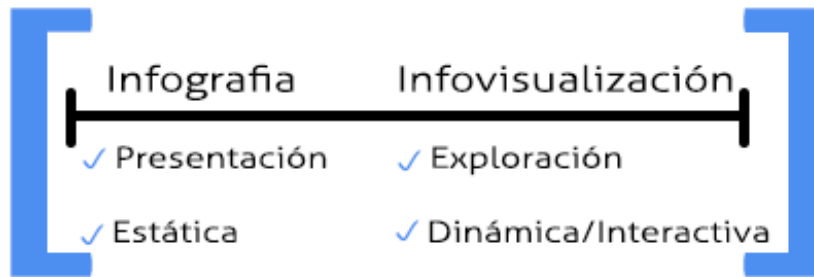 Infografia Infovisualización
Presentación Exploración
Estática Dinámica/Interactiva